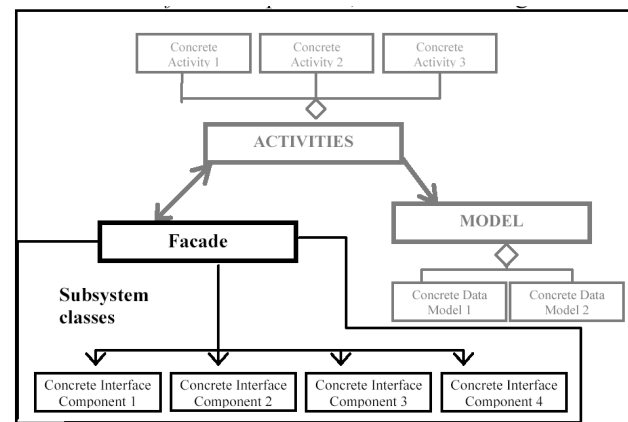 Concrete
Activity 1
Concrete
Activity 2
Concrete
Activity 3
ACTIVITIES
MODEL
Facade
Concrete Data
Model 1
Concrete Data
Model 2
Subsystem
classes
Concrete Interface
Component 1
Concrete Interface
Component 2
Concrete Interface
Component 3
Concrete Interface
Component 4